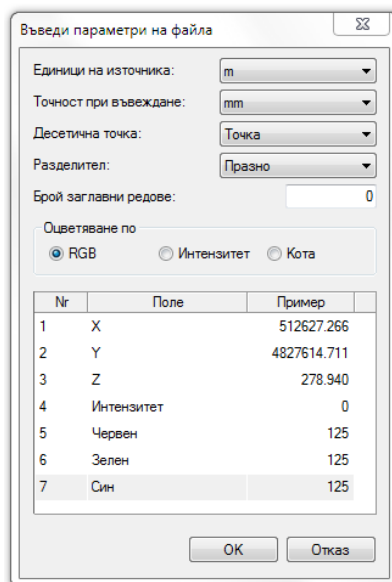 Въведи параметри на файла
Единици на източника: m
Точност при въвеждане: mm
Десетична точка: Точка
Разделител: Празно
Брой заглавни редове: 0
Оцветяване по
RGB Интензитет Кота
Nr Поле Пример
1 X 512627.266
2 Y 4827614.711
3 Z 278.940
4 Интензитет 0
5 Червен 125
6 Зелен 125
7 Син 125
OK Отказ